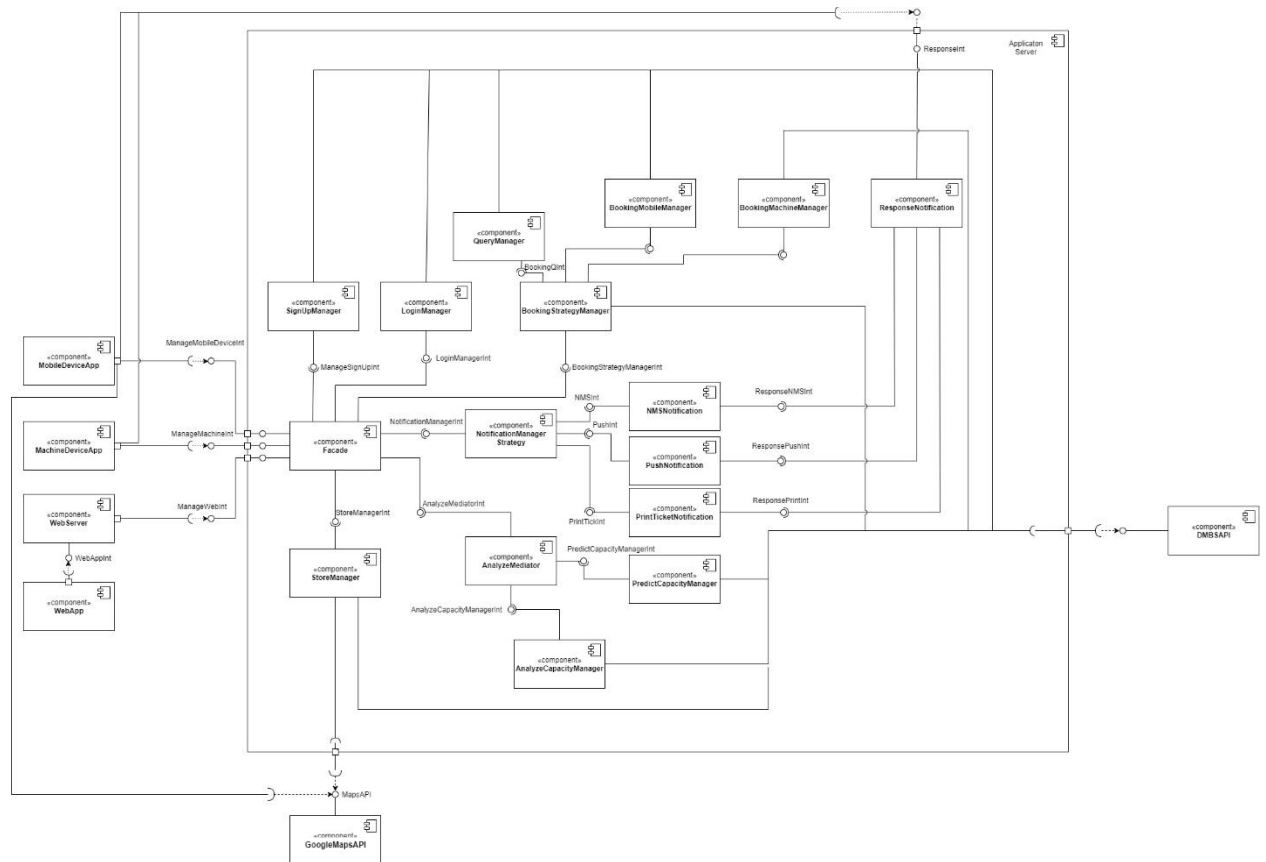 ResponseInt
Applicaton
Server
«component»
BookingMobileManager
«component»
BookingMachineManager
«component»
ResponseNotification
«component»
QueryManager
BookingQInt
«component»
SignUpManager
«component»
LoginManager
«component»
BookingStrategyManager
ManageMobileDeviceInt
«component»
MobileDeviceApp
ManageSignUpInt
LoginManagerInt
BookingStrategyManagerInt
NMSInt
«component»
NMSNotification
ResponseNMSInt
ManageMachineInt
«component»
MachineDeviceApp
«component»
Facade
NotificationManagerInt
«component»
NotificationManager
Strategy
PushInt
«component»
PushNotification
ResponsePushInt
ManageWebInt
«component»
WebServer
StoreManagerInt
AnalyzeMediatorInt
PrintTickInt
«component»
PrintTicketNotification
ResponsePrintInt
«component»
DMBSAPI
WebAppInt
«component»
WebApp
«component»
StoreManager
«component»
AnalyzeMediator
PredictCapacityManagerInt
«component»
PredictCapacityManager
AnalyzeCapacityManagerInt
«component»
AnalyzeCapacityManager
MapsAPI
«component»
GoogleMapsAPI